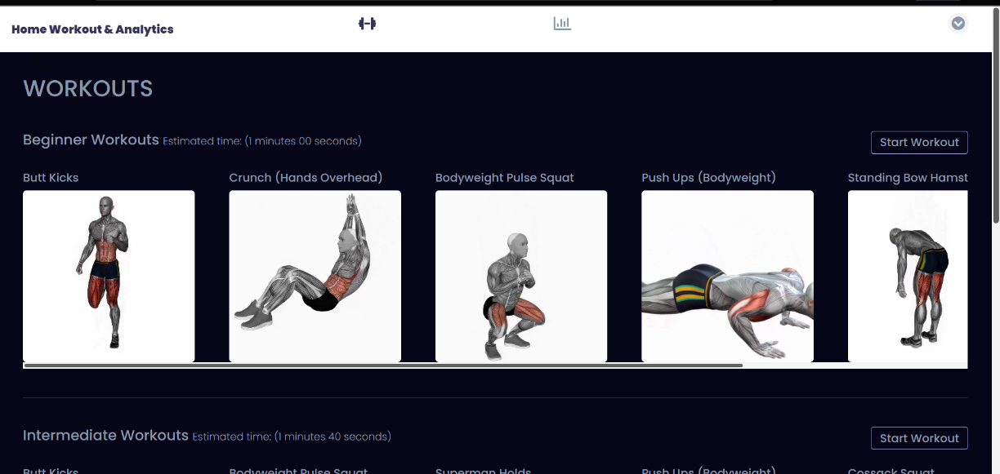 Home Workout & Analytics
WORKOUTS
Beginner Workouts Estimated time: (1 minutes 00 seconds)
Start Workout
Butt Kicks
Crunch (Hands Overhead)
Bodyweight Pulse Squat
Push Ups (Bodyweight)
Standing Bow Hamst
Intermediate Workouts Estimated time: (1 minutes 40 seconds)
Start Workout
Butt Kicks
Bodyweight Pulse Squat
Superman Holds
Push Ups (Bodyweight)
Cossack Squat